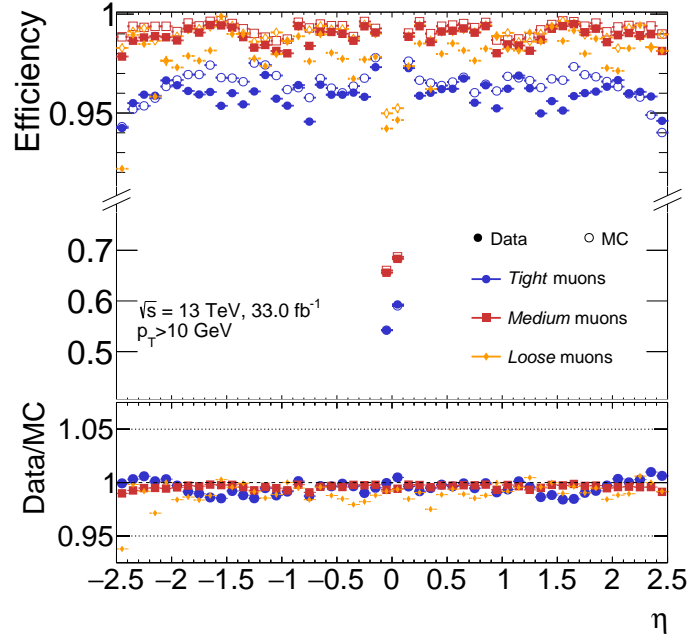 Efficiency
1
0.95
0.7
0.6
0.5
Data MC
Tight muons
Medium muons
Loose muons
√s = 13 TeV, 33.0 fb⁻¹
p_T>10 GeV
Data/MC
1.05
1
0.95
−2.5 −2 −1.5 −1 −0.5 0 0.5 1 1.5 2 2.5
η